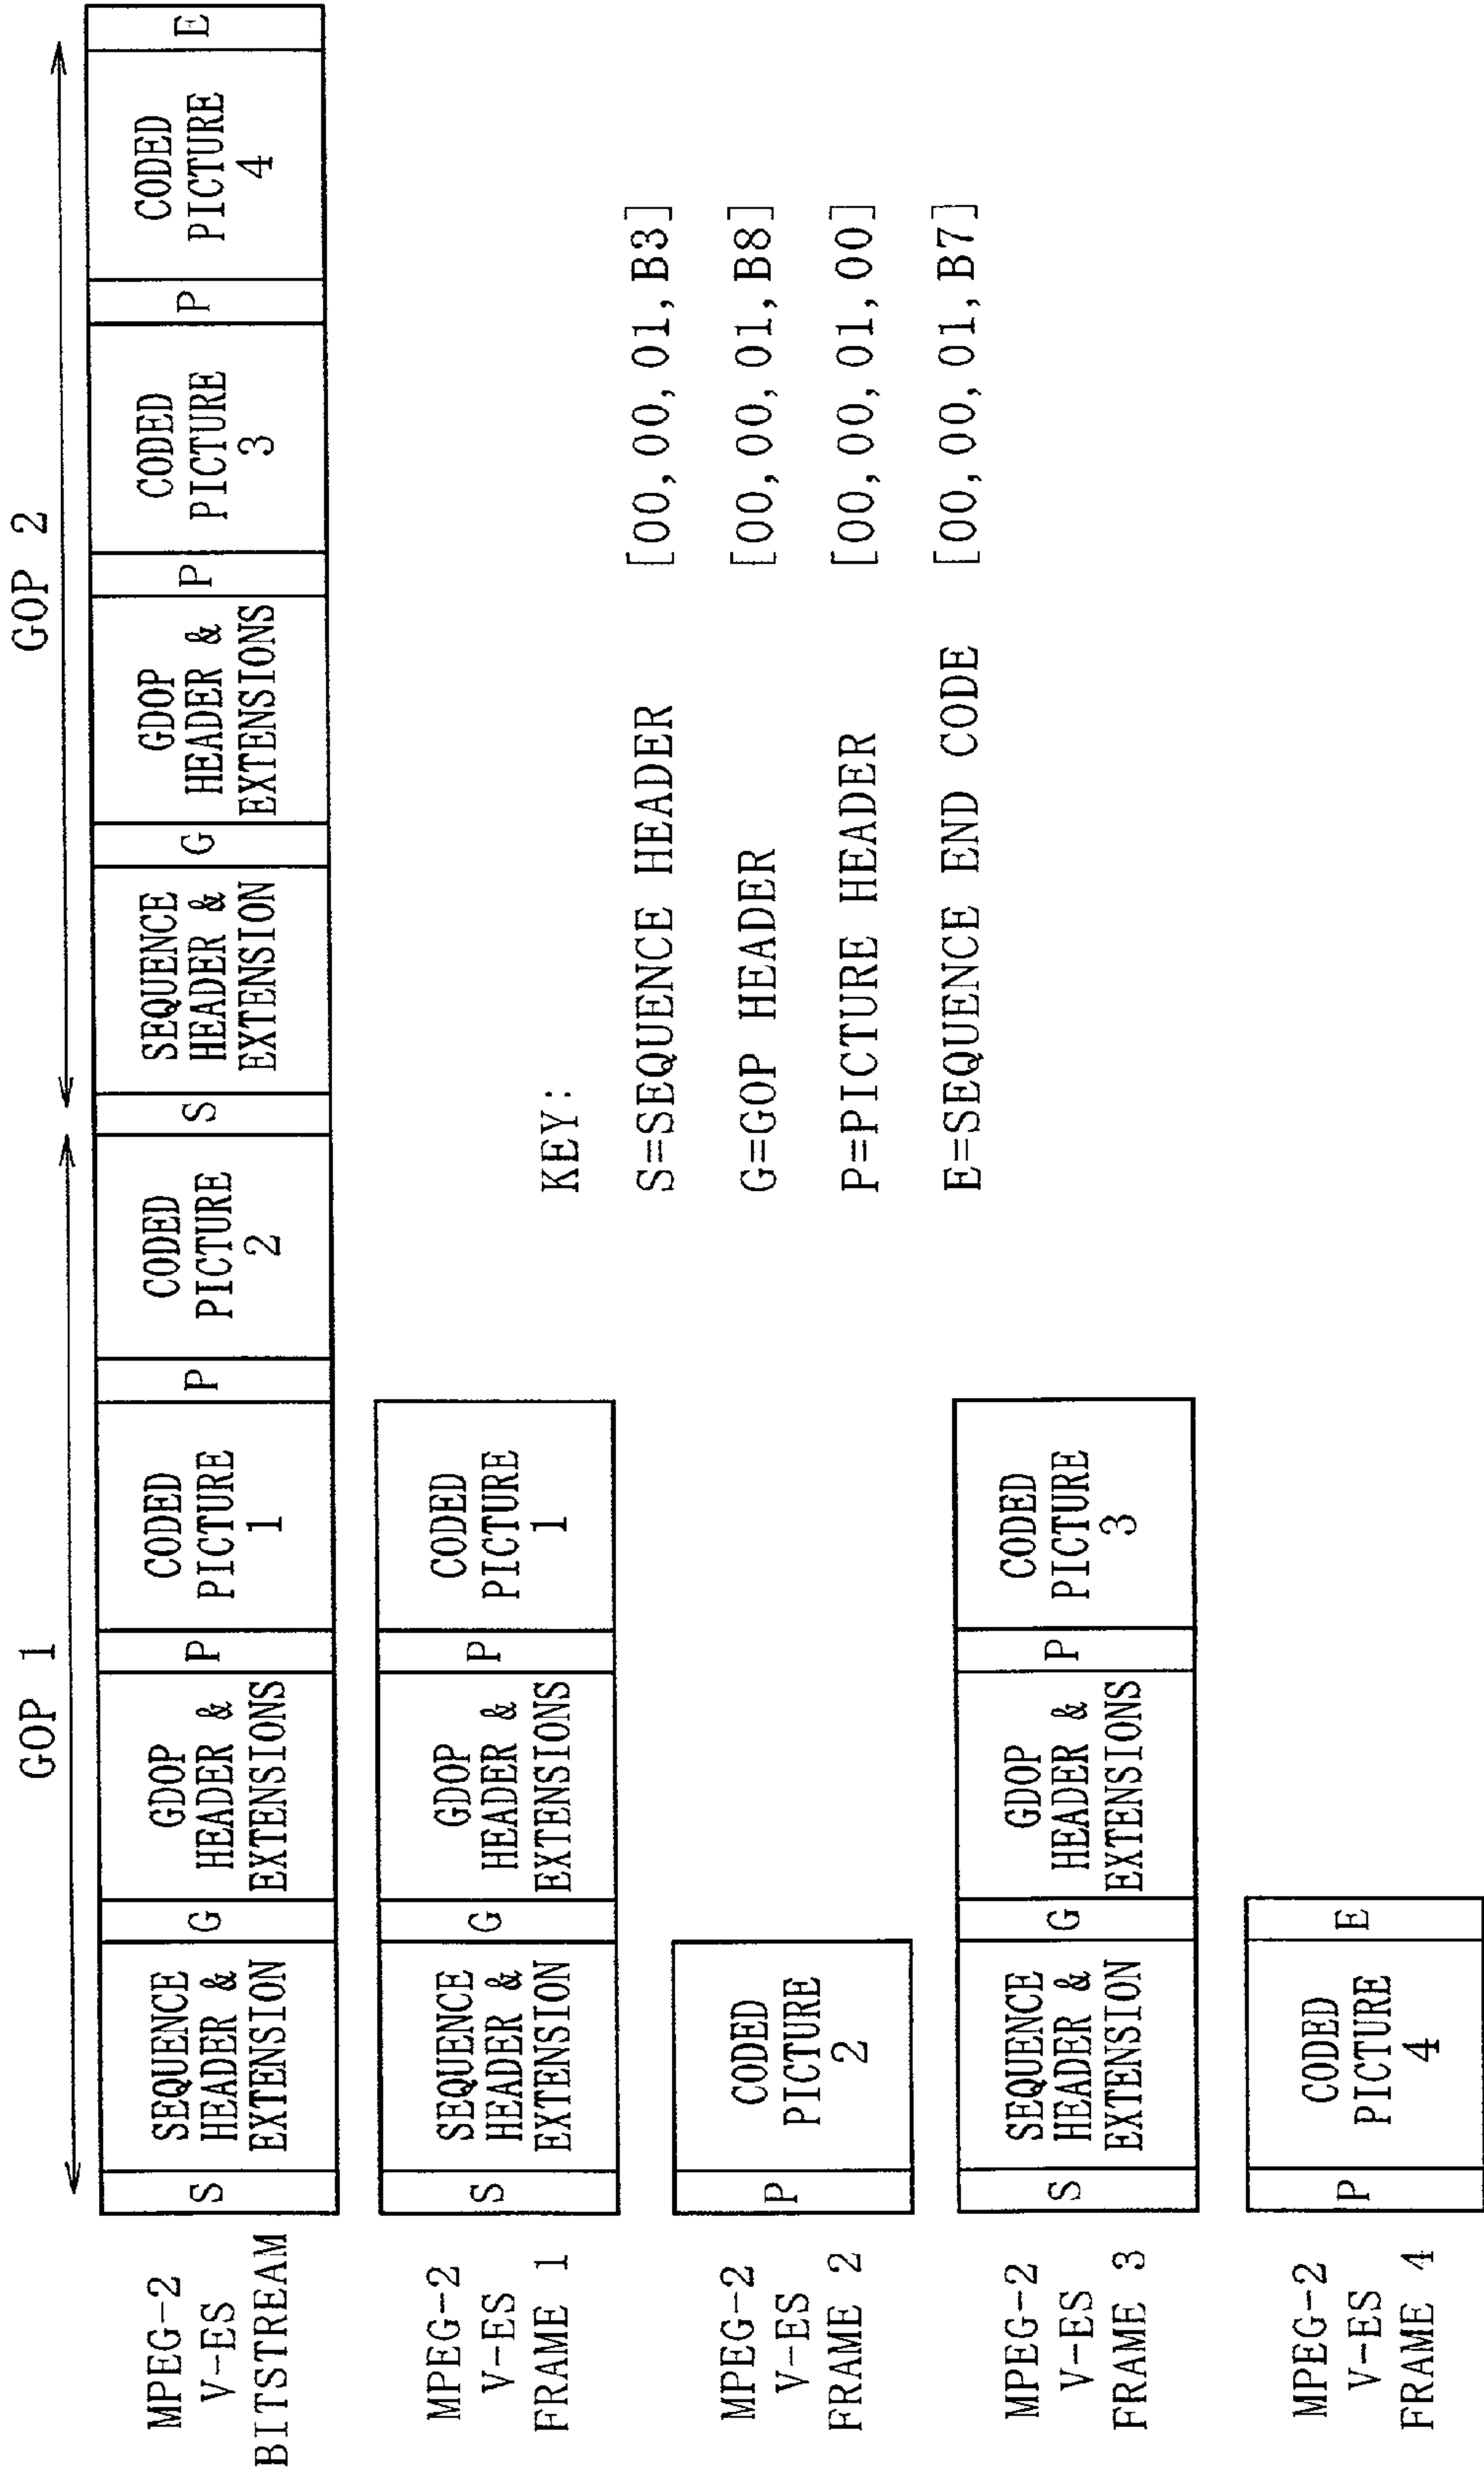 GOP 1
GOP 2
MPEG-2
V-ES
BITSTREAM
S
SEQUENCE
HEADER &
EXTENSION
G
GDOP
HEADER &
EXTENSIONS
P
CODED
PICTURE
1
P
CODED
PICTURE
2
S
SEQUENCE
HEADER &
EXTENSION
G
GDOP
HEADER &
EXTENSIONS
P
CODED
PICTURE
3
P
CODED
PICTURE
4
E
MPEG-2
V-ES
FRAME 1
S
SEQUENCE
HEADER &
EXTENSION
G
GDOP
HEADER &
EXTENSIONS
P
CODED
PICTURE
1
MPEG-2
V-ES
FRAME 2
P
CODED
PICTURE
2
MPEG-2
V-ES
FRAME 3
S
SEQUENCE
HEADER &
EXTENSION
G
GDOP
HEADER &
EXTENSIONS
P
CODED
PICTURE
3
MPEG-2
V-ES
FRAME 4
P
CODED
PICTURE
4
E
KEY:
S=SEQUENCE HEADER [00,00,01,B3]
G=GOP HEADER [00,00,01,B8]
P=PICTURE HEADER [00,00,01,00]
E=SEQUENCE END CODE [00,00,01,B7]